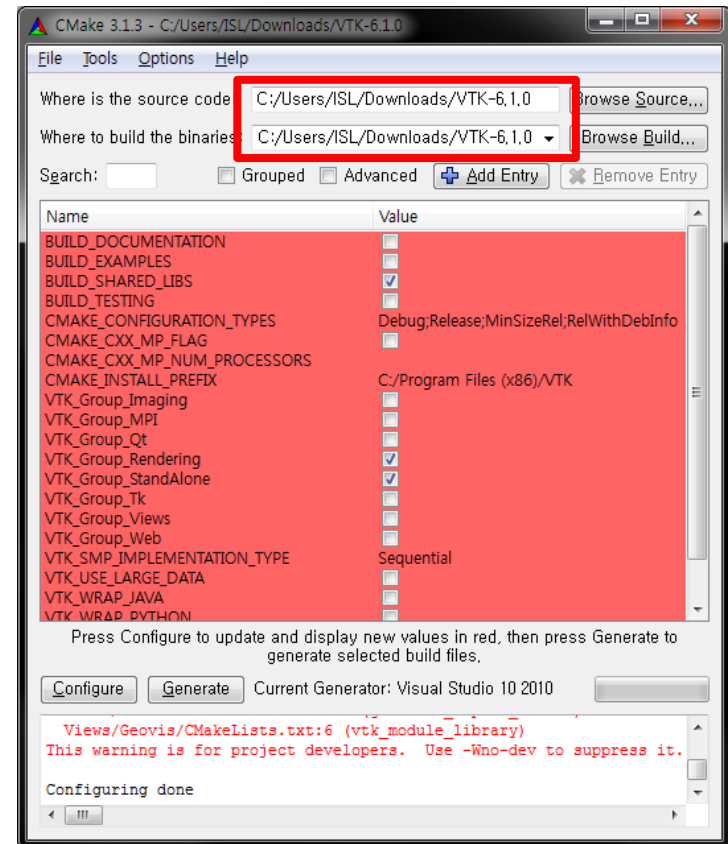 CMake 3.1.3 - C:/Users/ISL/Downloads/VTK-6.1.0
File Tools Options Help
Where is the source code: C:/Users/ISL/Downloads/VTK-6,1,0 Browse Source,,,
Where to build the binaries: C:/Users/ISL/Downloads/VTK-6,1,0 Browse Build,,,
Search: Grouped Advanced Add Entry Remove Entry
Name Value
BUILD_DOCUMENTATION
BUILD_EXAMPLES
BUILD_SHARED_LIBS
BUILD_TESTING
CMAKE_CONFIGURATION_TYPES Debug;Release;MinSizeRel;RelWithDebInfo
CMAKE_CXX_MP_FLAG
CMAKE_CXX_MP_NUM_PROCESSORS
CMAKE_INSTALL_PREFIX C:/Program Files (x86)/VTK
VTK_Group_Imaging
VTK_Group_MPI
VTK_Group_Qt
VTK_Group_Rendering
VTK_Group_StandAlone
VTK_Group_Tk
VTK_Group_Views
VTK_Group_Web
VTK_SMP_IMPLEMENTATION_TYPE Sequential
VTK_USE_LARGE_DATA
VTK_WRAP_JAVA
VTK_WRAP_PYTHON
Press Configure to update and display new values in red, then press Generate to
generate selected build files,
Configure Generate Current Generator: Visual Studio 10 2010
Views/Geovis/CMakeLists.txt:6 (vtk_module_library)
This warning is for project developers. Use -Wno-dev to suppress it.
Configuring done